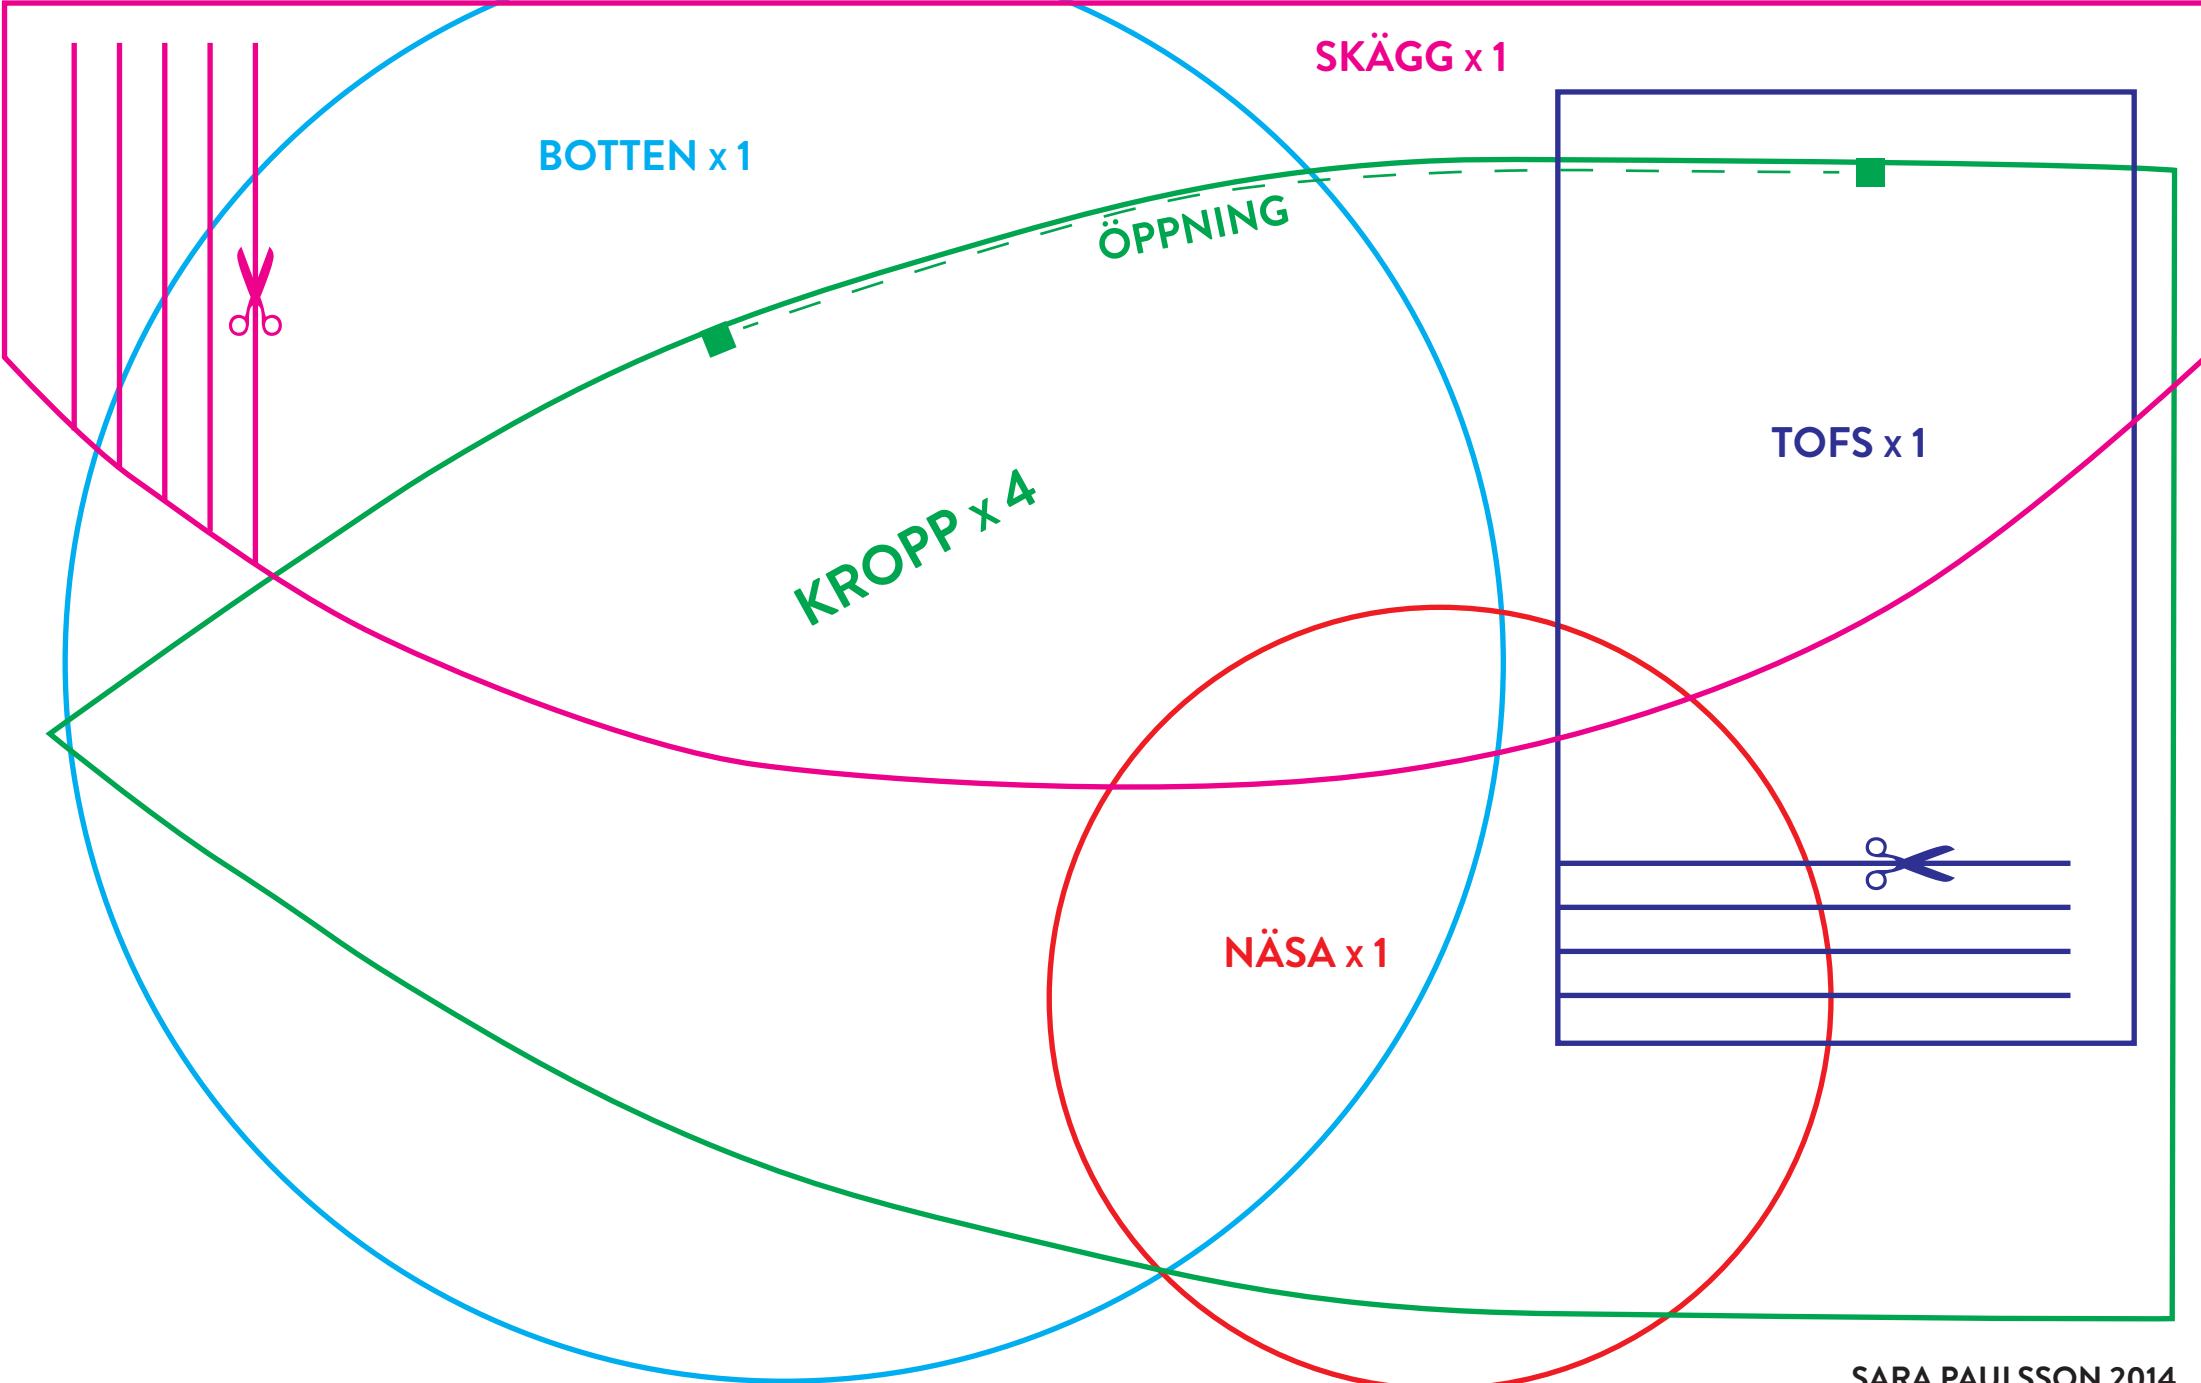 SKÄGG x 1
BOTTEN x 1
ÖPPNING
TOFS x 1
KROPP x 4
NÄSA x 1
SARA PAULSSON 2014